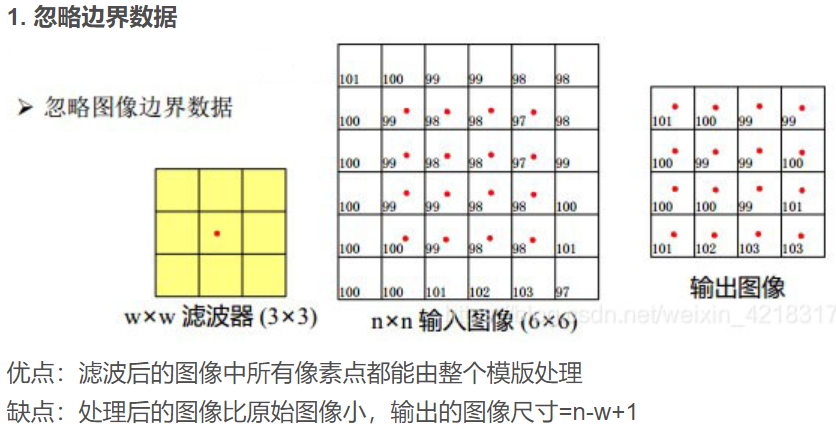 1. 忽略边界数据
➢ 忽略图像边界数据
101 100 99 99 98 98
100 99 98 98 97 98
100 99 98 98 97 99
100 99 99 98 98 100
100 100 99 98 98 101
100 100 101 102 103 97
101 100 99 99
100 99 99 100
100 100 99 101
101 102 103 103
w×w 滤波器 (3×3)
n×n 输入图像 (6×6)
输出图像
sdn.net/weixin_4218317
优点：滤波后的图像中所有像素点都能由整个模版处理
缺点：处理后的图像比原始图像小，输出的图像尺寸=n-w+1